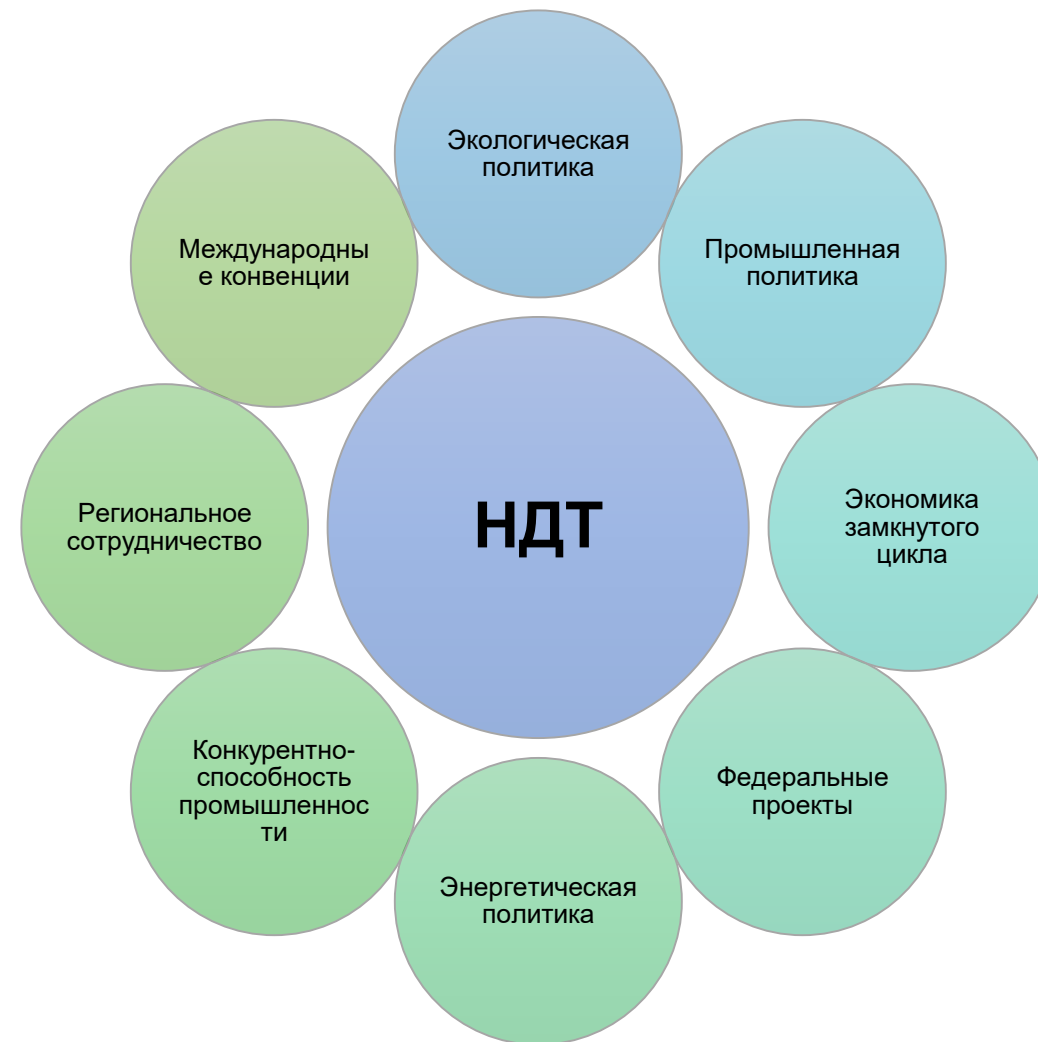 Экологическая
политика
Международны
е конвенции
Промышленная
политика
Региональное
сотрудничество
НДТ
Экономика
замкнутого
цикла
Конкурентно-
способность
промышленнос
ти
Федеральные
проекты
Энергетическая
политика